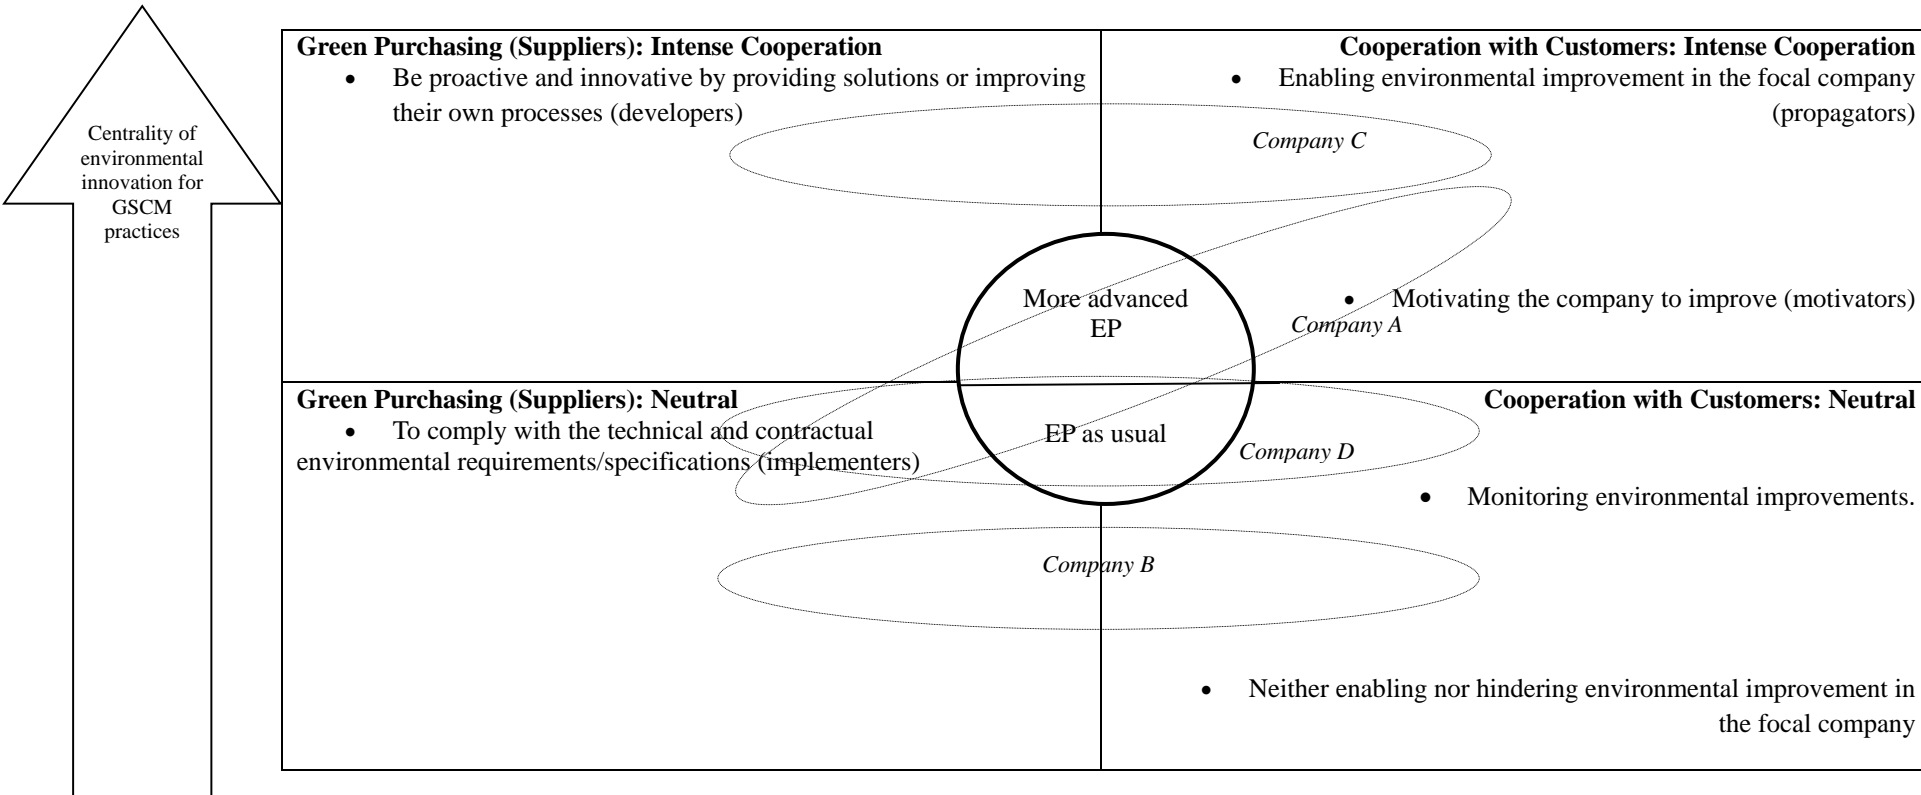 Centrality of
environmental
innovation for
GSCM
practices
Green Purchasing (Suppliers): Intense Cooperation
• Be proactive and innovative by providing solutions or improving
their own processes (developers)
Cooperation with Customers: Intense Cooperation
• Enabling environmental improvement in the focal company
(propagators)
Company C
• Motivating the company to improve (motivators)
Company A
More advanced
EP
Green Purchasing (Suppliers): Neutral
• To comply with the technical and contractual
environmental requirements/specifications (implementers)
EP as usual
Cooperation with Customers: Neutral
Company D
• Monitoring environmental improvements.
Company B
• Neither enabling nor hindering environmental improvement in
the focal company